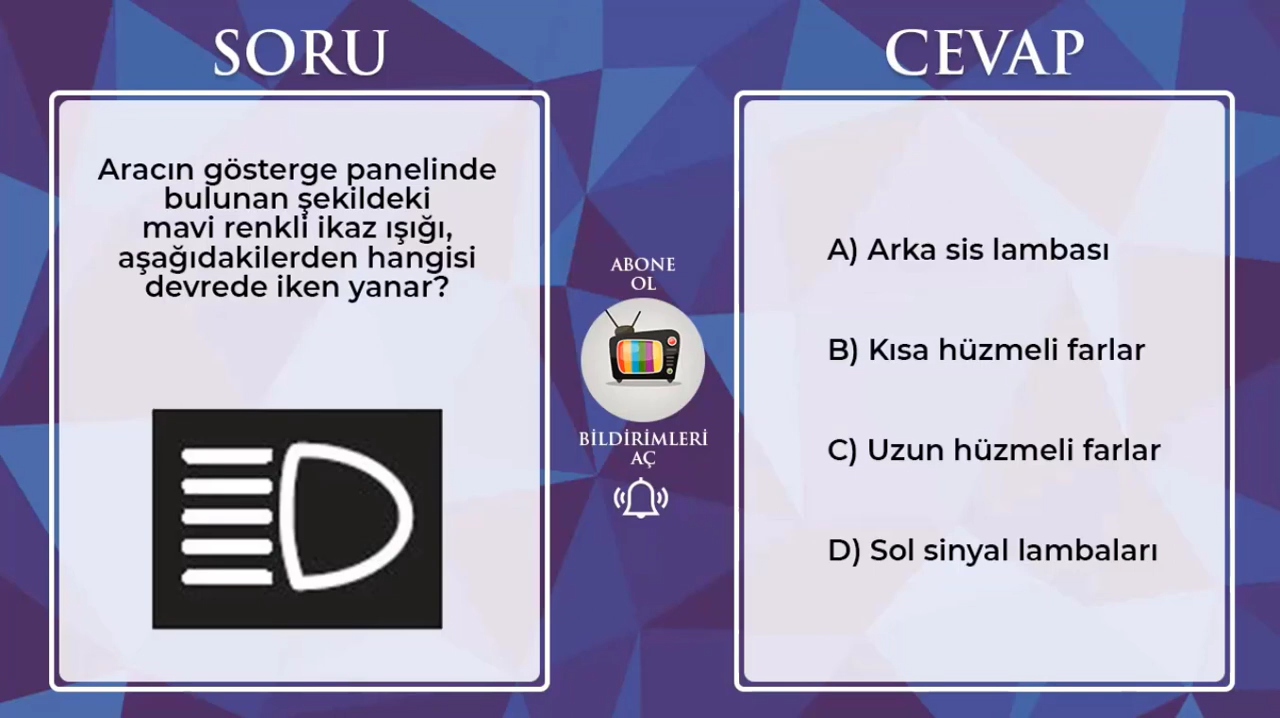 SORU
Aracın gösterge panelinde
bulunan şekildeki
mavi renkli ikaz ışığı,
aşağıdakilerden hangisi
devrede iken yanar?
ABONE
OL
BİLDİRİMLERİ
AÇ
CEVAP
A) Arka sis lambası
B) Kısa hüzmeli farlar
C) Uzun hüzmeli farlar
D) Sol sinyal lambaları